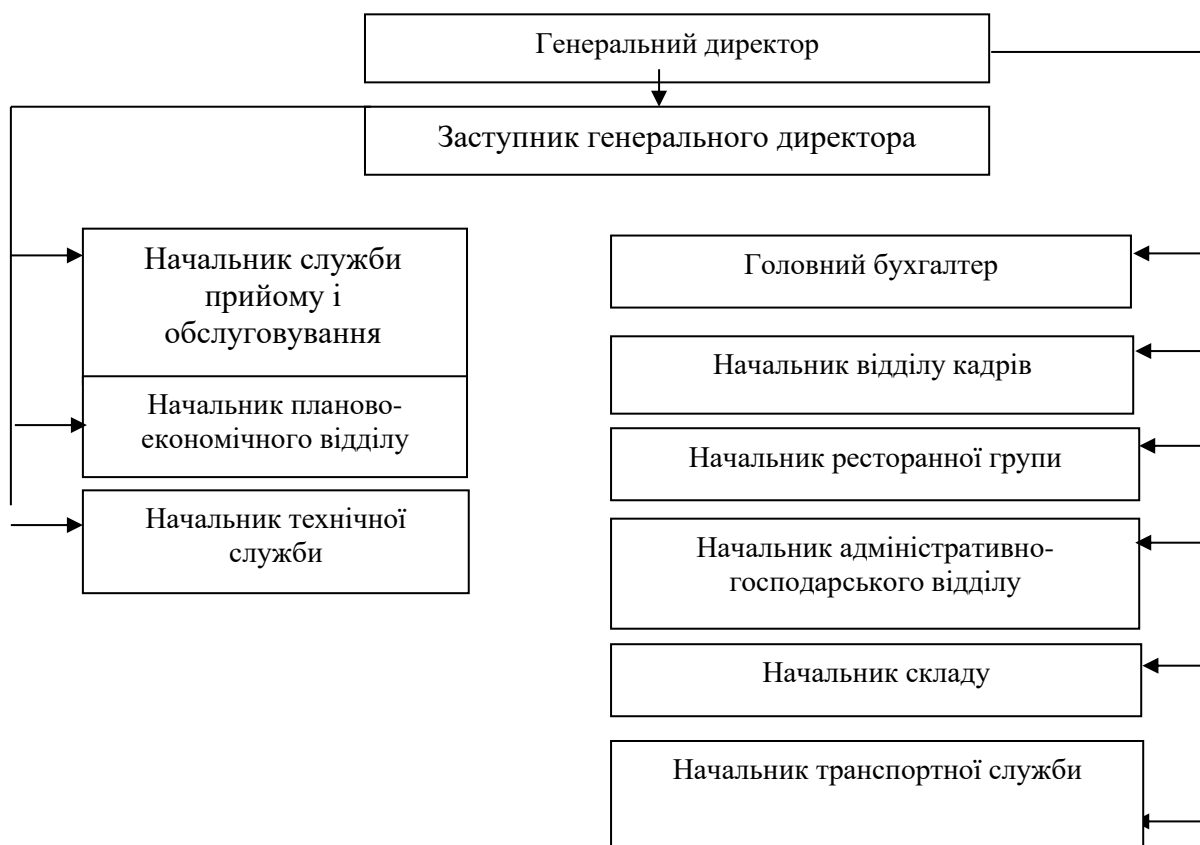 Генеральний директор
Заступник генерального директора
Начальник служби
прийому і
обслуговування
Начальник планово-
економічного відділу
Начальник технічної
служби
Головний бухгалтер
Начальник відділу кадрів
Начальник ресторанної групи
Начальник адміністративно-
господарського відділу
Начальник складу
Начальник транспортної служби